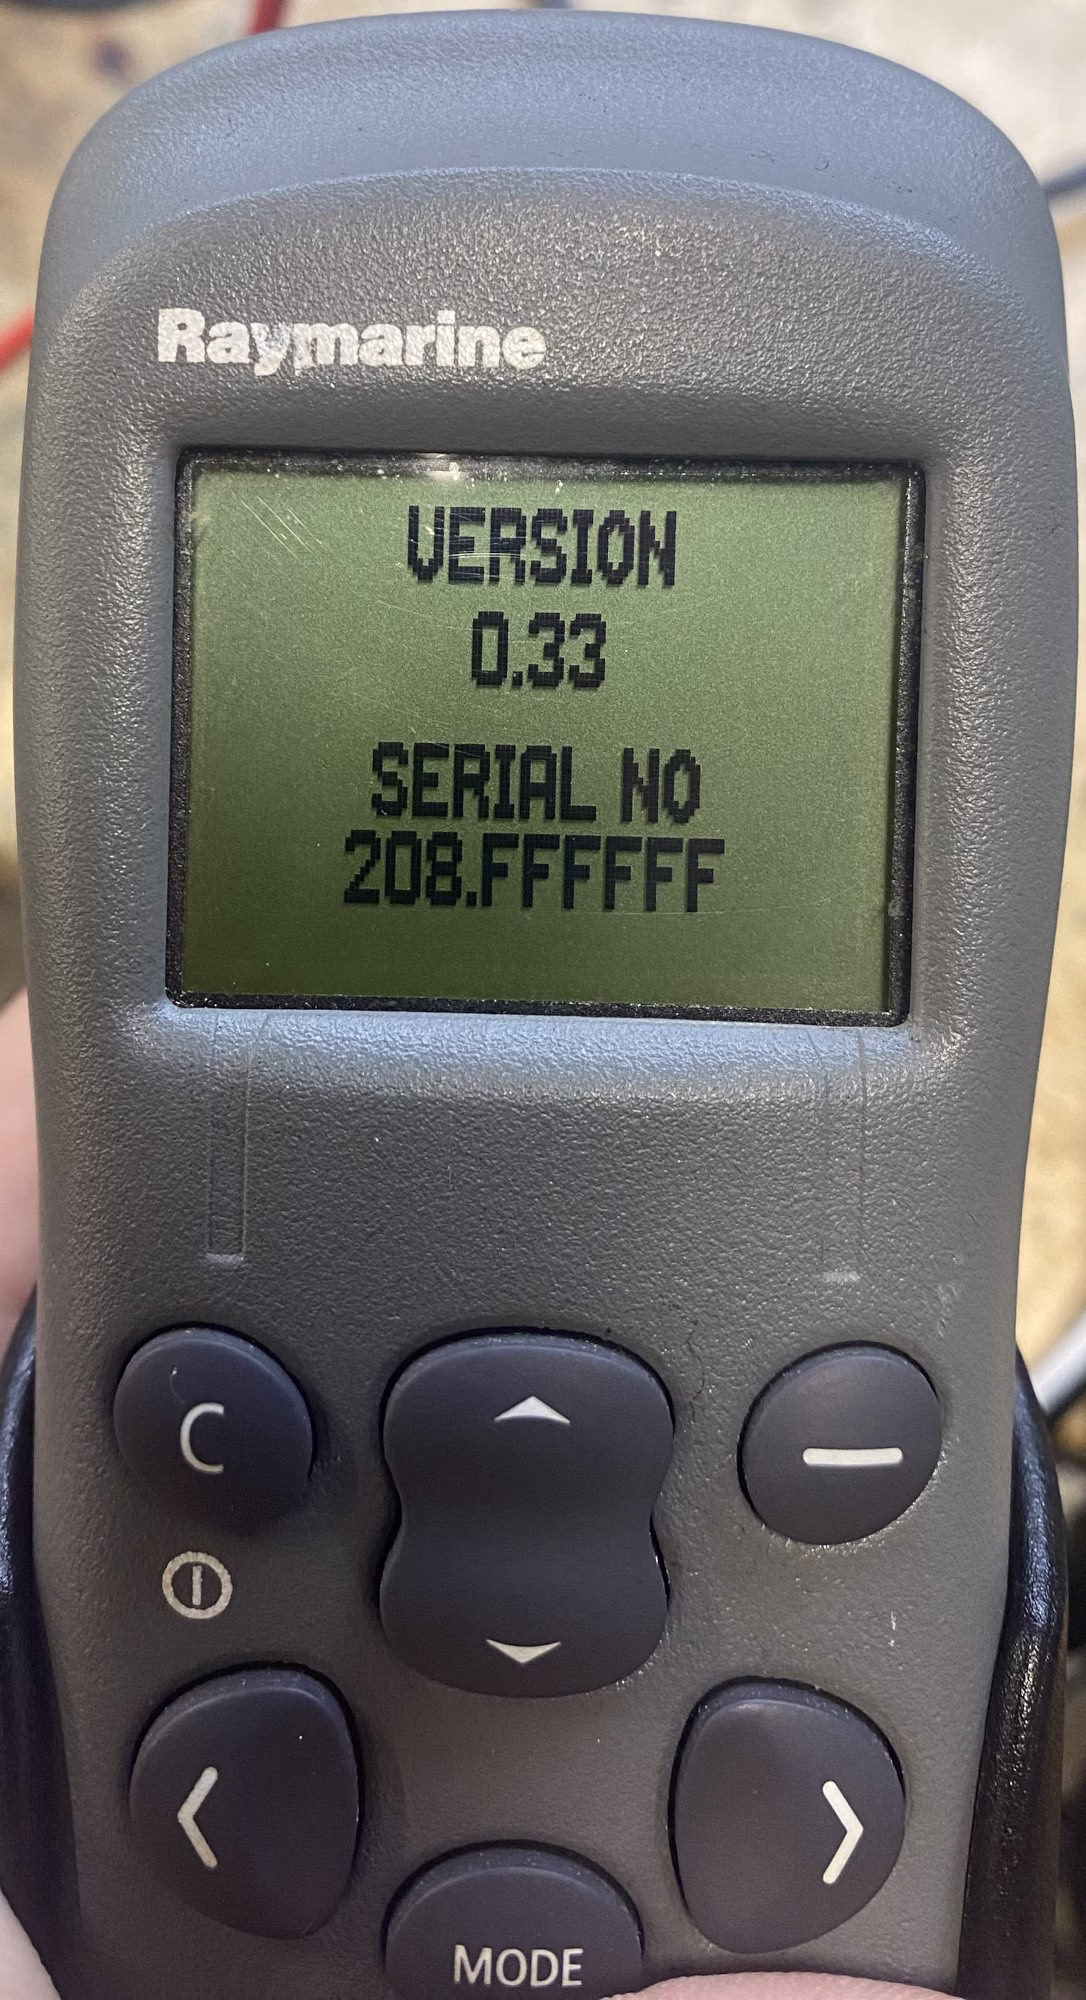 Raymarine
VERSION
0.33
SERIAL NO
208.FFFFFF
C
MODE